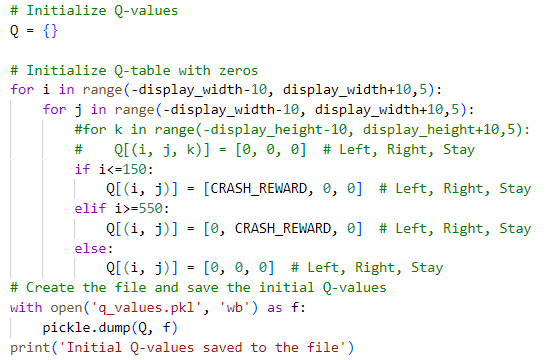 # Initialize Q-values
Q = {}
# Initialize Q-table with zeros
for i in range(-display_width-10, display_width+10,5):
    for j in range(-display_width-10, display_width+10,5):
        #for k in range(-display_height-10, display_height+10,5):
        #    Q[(i, j, k)] = [0, 0, 0]  # Left, Right, Stay
        if i<=150:
            Q[(i, j)] = [CRASH_REWARD, 0, 0]  # Left, Right, Stay
        elif i>=550:
            Q[(i, j)] = [0, CRASH_REWARD, 0]  # Left, Right, Stay
        else:
            Q[(i, j)] = [0, 0, 0]  # Left, Right, Stay
# Create the file and save the initial Q-values
with open('q_values.pkl', 'wb') as f:
    pickle.dump(Q, f)
print('Initial Q-values saved to the file')